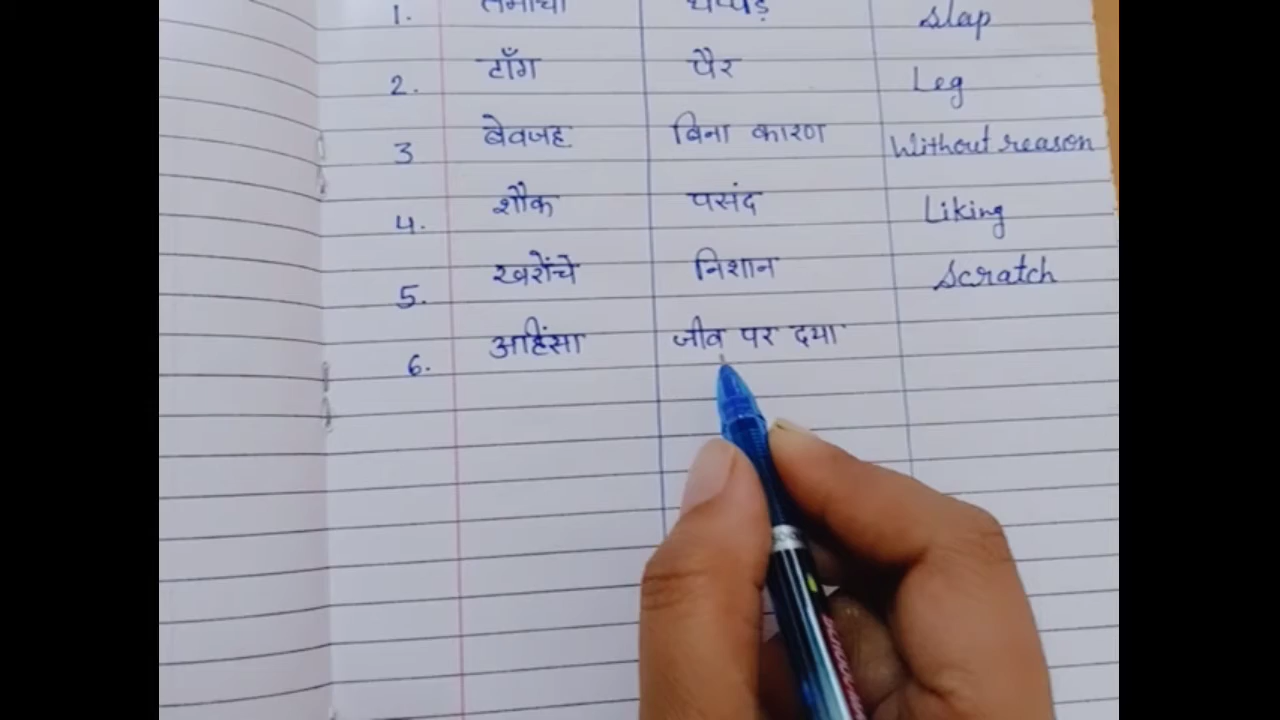 1. तमाचा थप्पड़ slap
2. टाँग पैर Leg
3 बेवजह विना कारण Without reason
4. शौक पसंद Liking
5. खरोंचे निशान Scratch
6. अहिंसा जीव पर दया